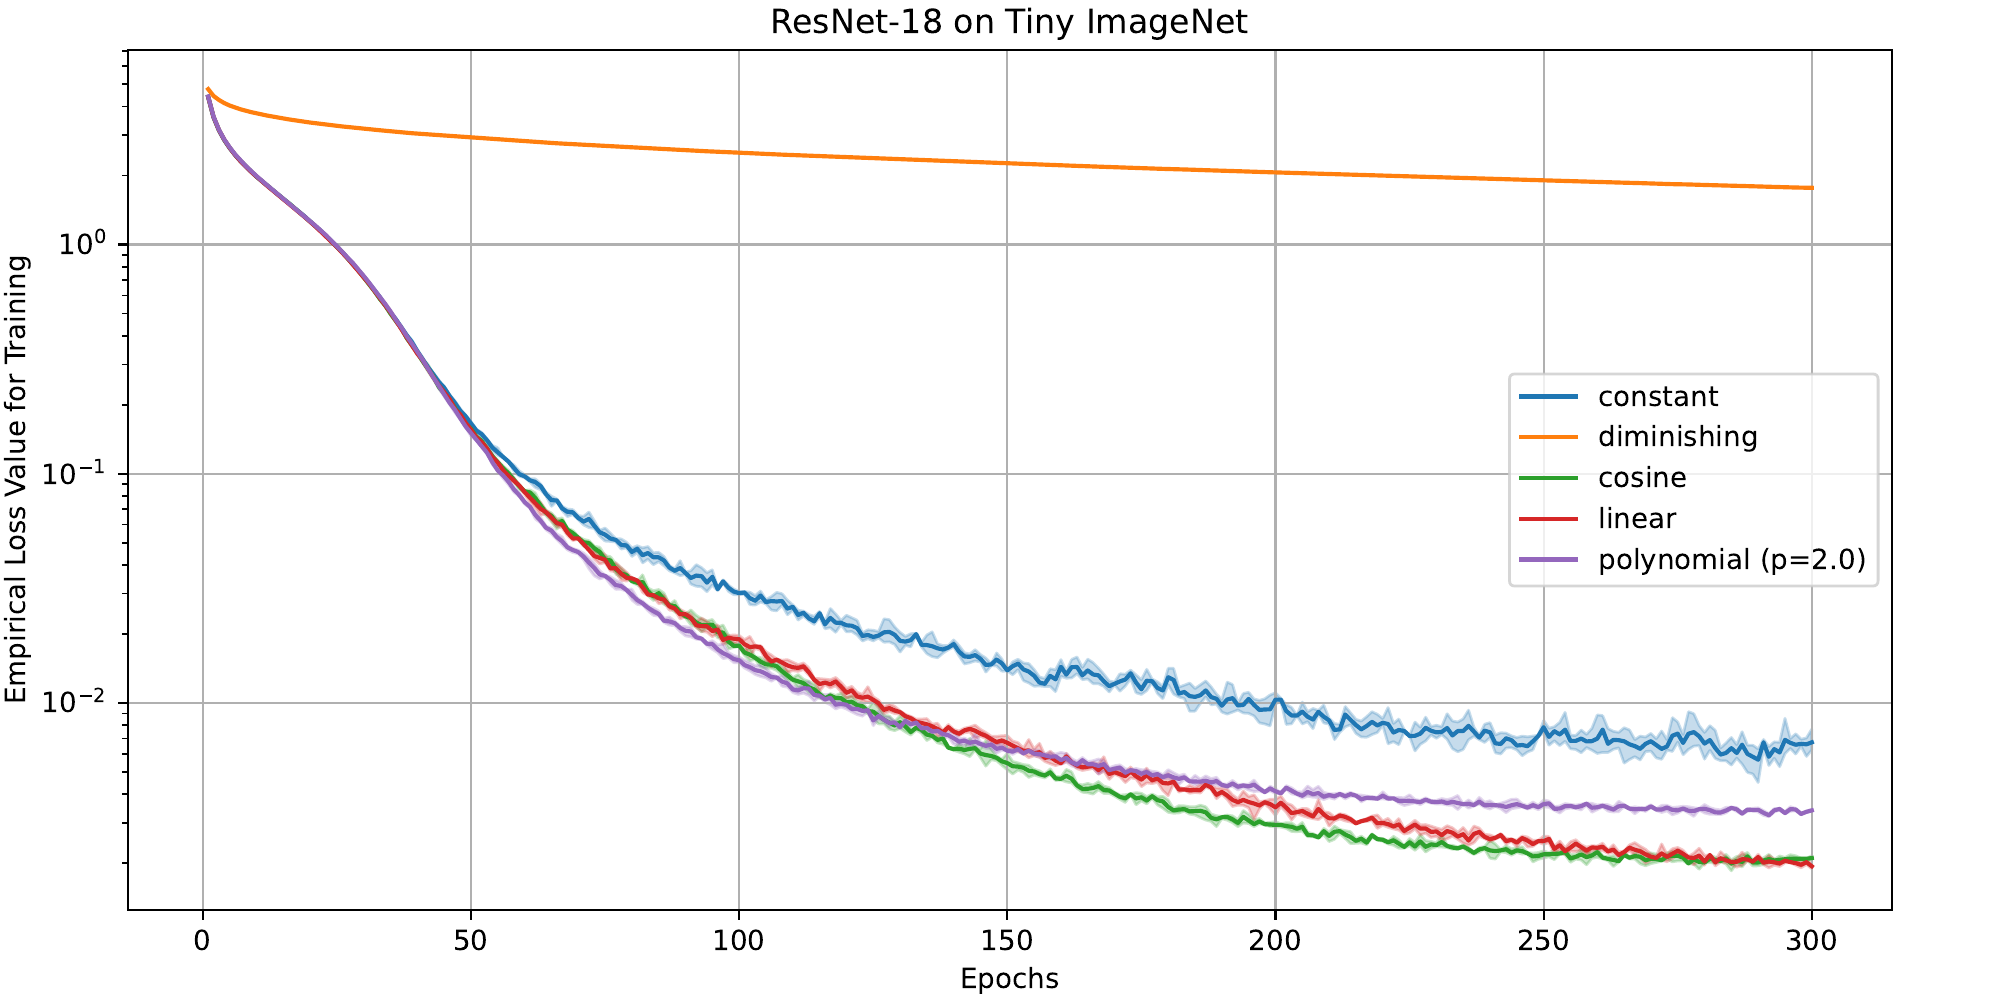 ResNet-18 on Tiny ImageNet
Empirical Loss Value for Training
10⁰
10⁻¹
10⁻²
constant
diminishing
cosine
linear
polynomial (p=2.0)
0 50 100 150 200 250 300
Epochs